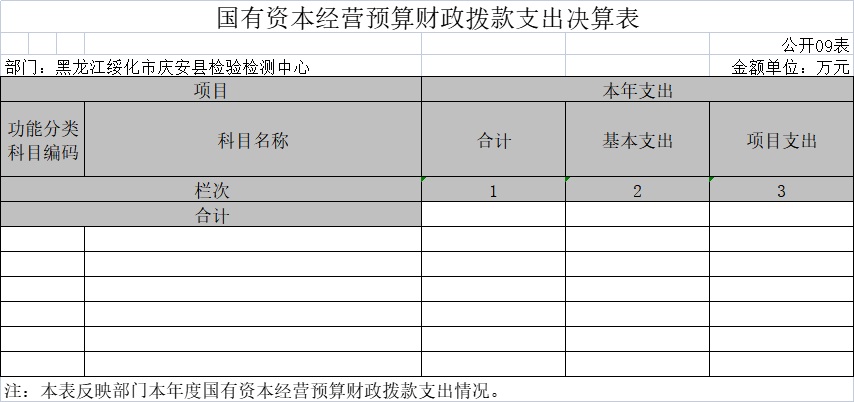 国有资本经营预算财政拨款支出决算表
公开09表
部门：黑龙江绥化市庆安县检验检测中心 金额单位：万元
项目 本年支出
功能分类
科目编码 科目名称 合计 基本支出 项目支出
栏次 1 2 3
合计
注：本表反映部门本年度国有资本经营预算财政拨款支出情况。